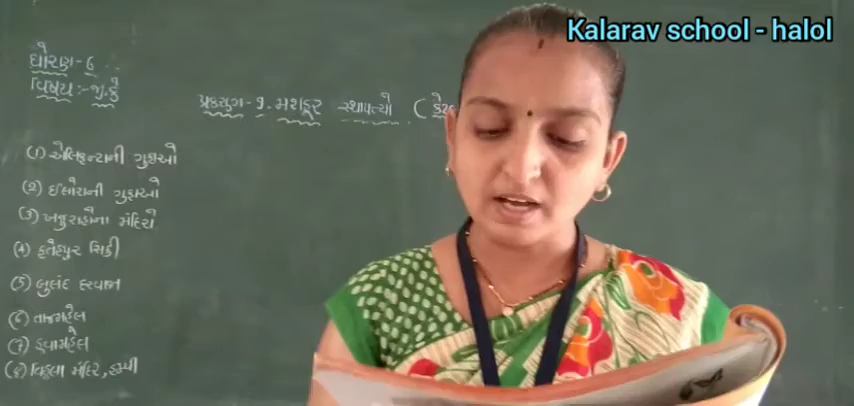 Kalarav school - halol
ધોરણ - ૬
વિષય :- જી.કે
પ્રકરણ - ૧. મશહૂર સ્થાપત્યો (
(૧) એલિફન્ટાની ગુફાઓ
(૨) ઈલોરાની ગુફાઓ
(૩) ખજુરાહોના મંદિરો
(૪) ફતેહપુર સિક્રી
(૫) બુલંદ દરવાજા
(૬) તાજમહેલ
(૭) હવામહેલ
(૮) વિઠ્ઠલા મંદિર, હમ્પી